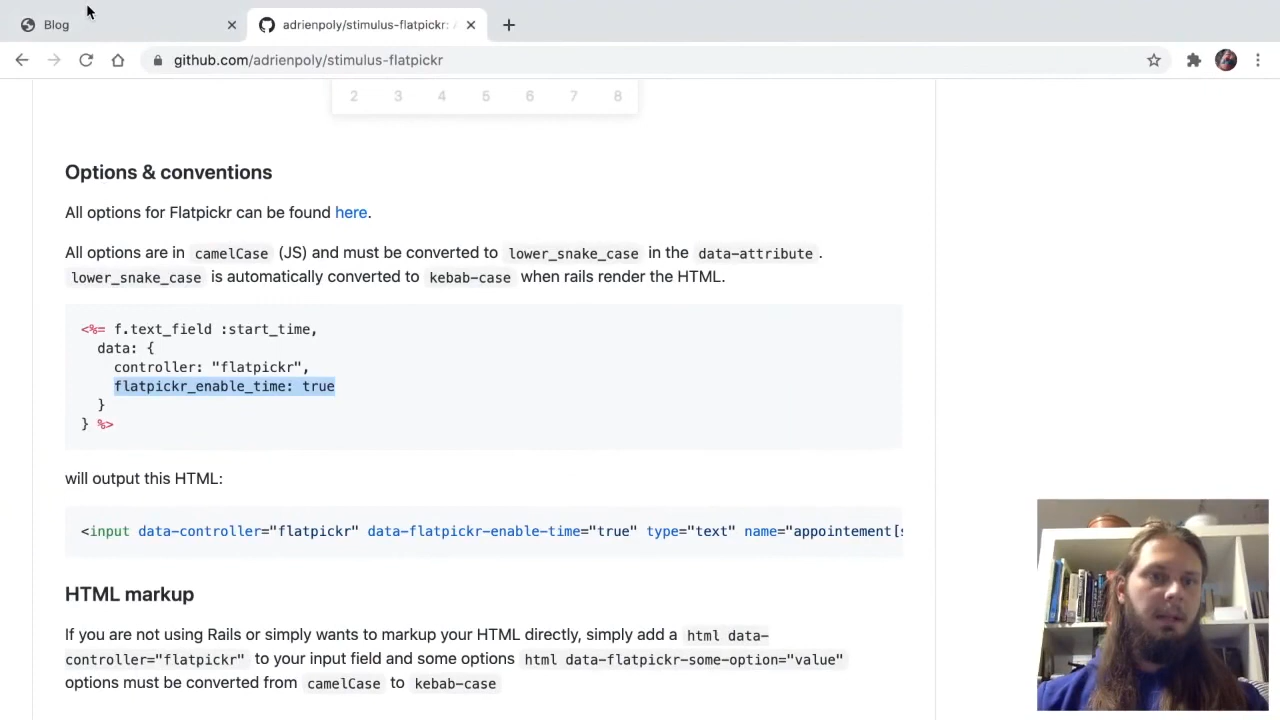 Blog
adrienpoly/stimulus-flatpickr: A
github.com/adrienpoly/stimulus-flatpickr
2 3 4 5 6 7 8
Options & conventions
All options for Flatpickr can be found here.
All options are in camelCase (JS) and must be converted to lower_snake_case in the data-attribute .
lower_snake_case is automatically converted to kebab-case when rails render the HTML.
<%= f.text_field :start_time,
data: {
controller: "flatpickr",
flatpickr_enable_time: true
}
} %>
will output this HTML:
<input data-controller="flatpickr" data-flatpickr-enable-time="true" type="text" name="appointement[s
HTML markup
If you are not using Rails or simply wants to markup your HTML directly, simply add a html data-
controller="flatpickr" to your input field and some options html data-flatpickr-some-option="value"
options must be converted from camelCase to kebab-case